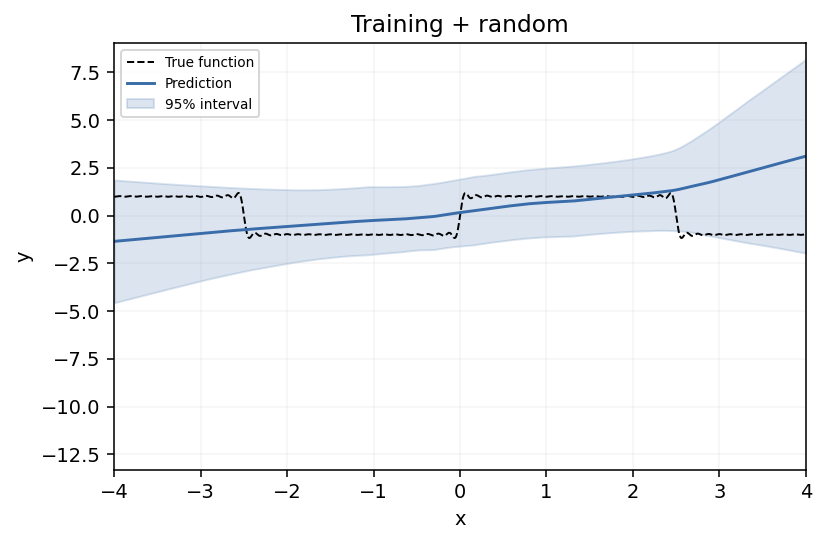 Training + random
True function
Prediction
95% interval
7.5
5.0
2.5
0.0
−2.5
−5.0
−7.5
−10.0
−12.5
y
−4 −3 −2 −1 0 1 2 3 4
x